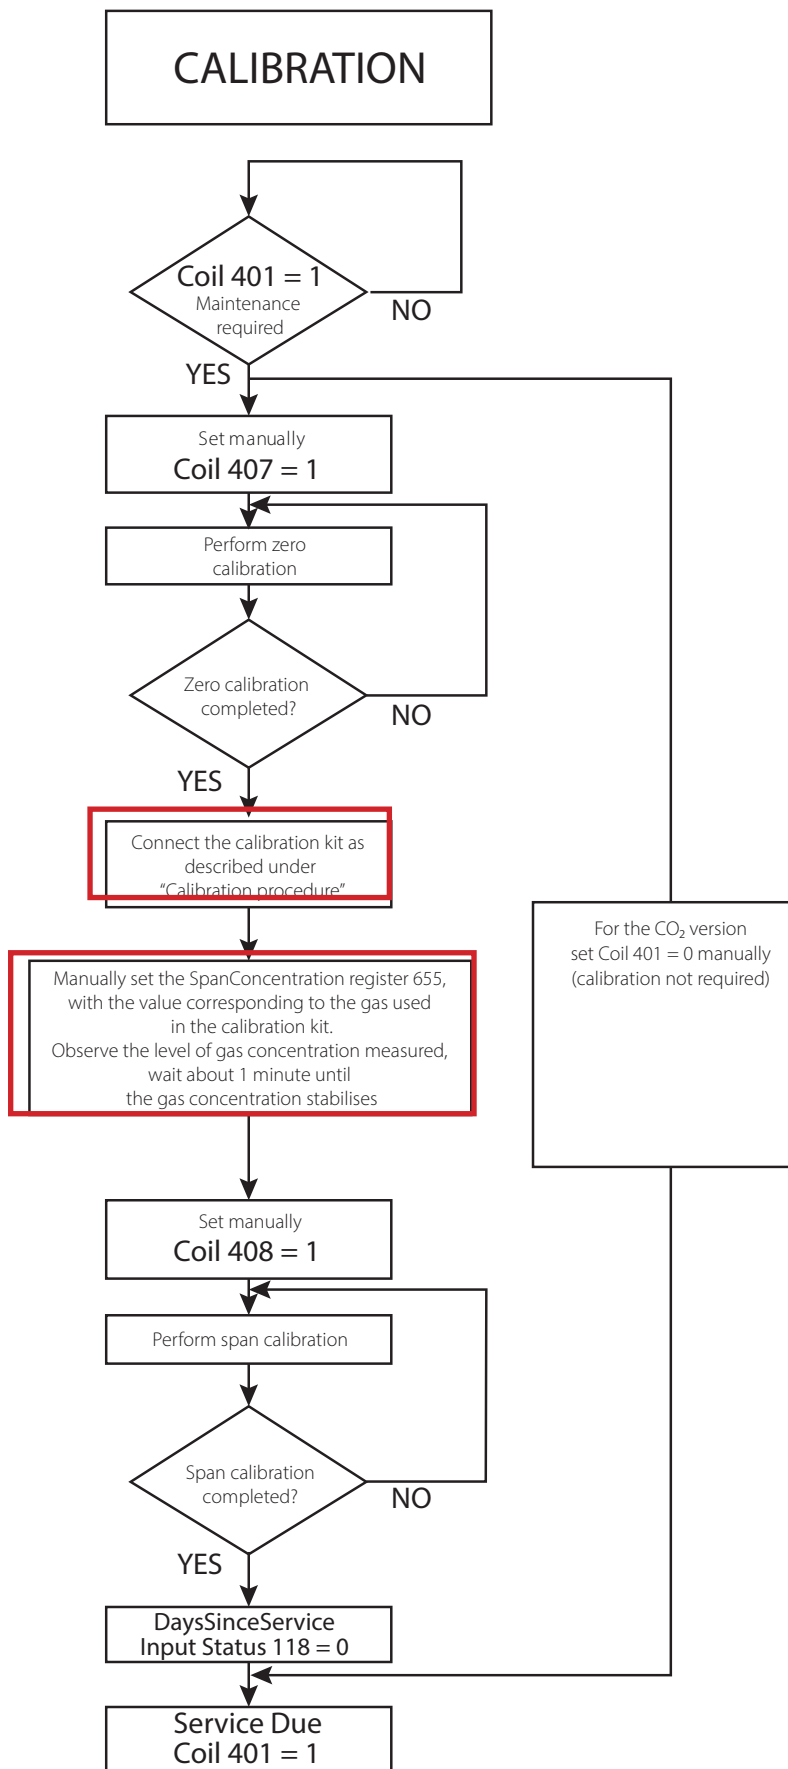 CALIBRATION
Coil 401 = 1
Maintenance
required
NO
YES
Set manually
Coil 407 = 1
Perform zero
calibration
Zero calibration
completed?
NO
YES
Connect the calibration kit as
described under
“Calibration procedure”
Manually set the SpanConcentration register 655,
with the value corresponding to the gas used
in the calibration kit.
Observe the level of gas concentration measured,
wait about 1 minute until
the gas concentration stabilises
For the CO₂ version
set Coil 401 = 0 manually
(calibration not required)
Set manually
Coil 408 = 1
Perform span calibration
Span calibration
completed?
NO
YES
DaysSinceService
Input Status 118 = 0
Service Due
Coil 401 = 1